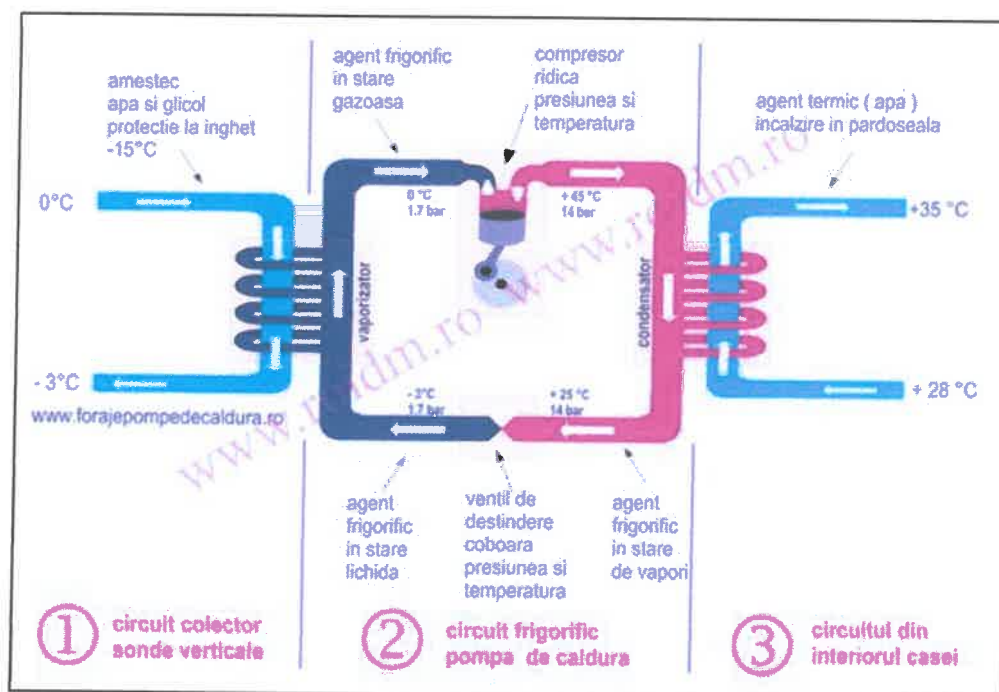 agent frigorific
in stare
gazoasa
compresor
ridica
presiunea si
temperatura
amestec
apa si glicol
protectie la inghet
-15°C
agent termic ( apa )
incalzire in pardoseala
0°C
0 °C
1.7 bar
+ 45 °C
14 bar
+35 °C
vaporizator
condensator
- 3°C
- 3°C
1.7 bar
+ 25 °C
14 bar
+ 28 °C
www.forajepompedecaldura.ro
agent
frigorific
in stare
lichida
ventil de
destindere
coboara
presiunea si
temperatura
agent
frigorific
in stare
de vapori
1 circuit colector
sonde verticale
2 circuit frigorific
pompa de caldura
3 circuitul din
interiorul casei